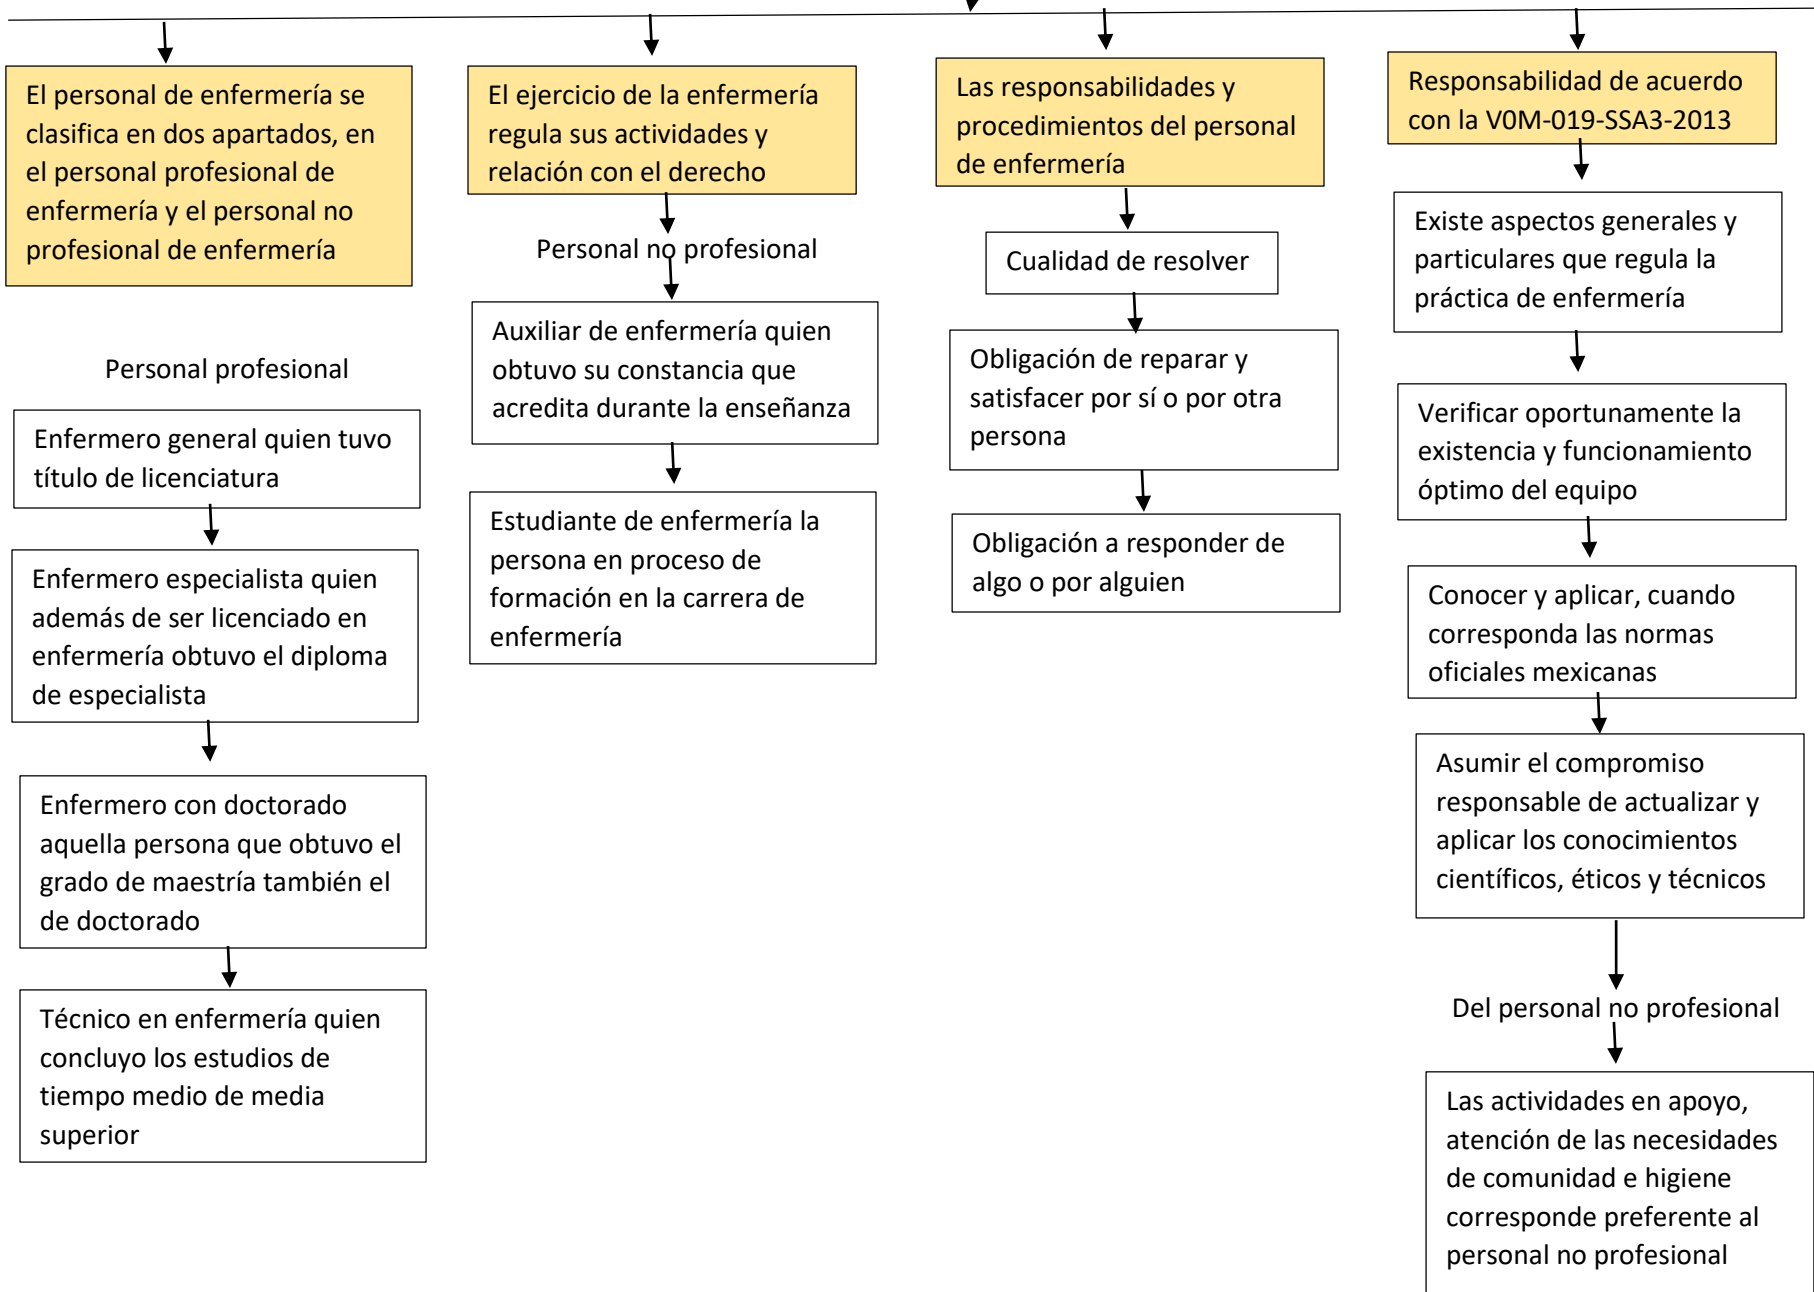 El personal de enfermería se
clasifica en dos apartados, en
el personal profesional de
enfermería y el personal no
profesional de enfermería
Personal profesional
Enfermero general quien tuvo
título de licenciatura
Enfermero especialista quien
además de ser licenciado en
enfermería obtuvo el diploma
de especialista
Enfermero con doctorado
aquella persona que obtuvo el
grado de maestría también el
de doctorado
Técnico en enfermería quien
concluyo los estudios de
tiempo medio de media
superior
El ejercicio de la enfermería
regula sus actividades y
relación con el derecho
Personal no profesional
Auxiliar de enfermería quien
obtuvo su constancia que
acredita durante la enseñanza
Estudiante de enfermería la
persona en proceso de
formación en la carrera de
enfermería
Las responsabilidades y
procedimientos del personal
de enfermería
Cualidad de resolver
Obligación de reparar y
satisfacer por sí o por otra
persona
Obligación a responder de
algo o por alguien
Responsabilidad de acuerdo
con la V0M-019-SSA3-2013
Existe aspectos generales y
particulares que regula la
práctica de enfermería
Verificar oportunamente la
existencia y funcionamiento
óptimo del equipo
Conocer y aplicar, cuando
corresponda las normas
oficiales mexicanas
Asumir el compromiso
responsable de actualizar y
aplicar los conocimientos
científicos, éticos y técnicos
Del personal no profesional
Las actividades en apoyo,
atención de las necesidades
de comunidad e higiene
corresponde preferente al
personal no profesional